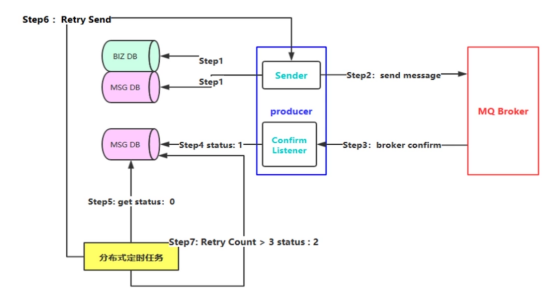 Step6： Retry Send
BIZ DB
Step1
Sender
Step2：send message
MSG DB
Step1
producer
MQ Broker
MSG DB
Step4 status: 1
Confirm
Listener
Step3：broker confirm
Step5: get status：0
Step7: Retry Count > 3 status : 2
分布式定时任务